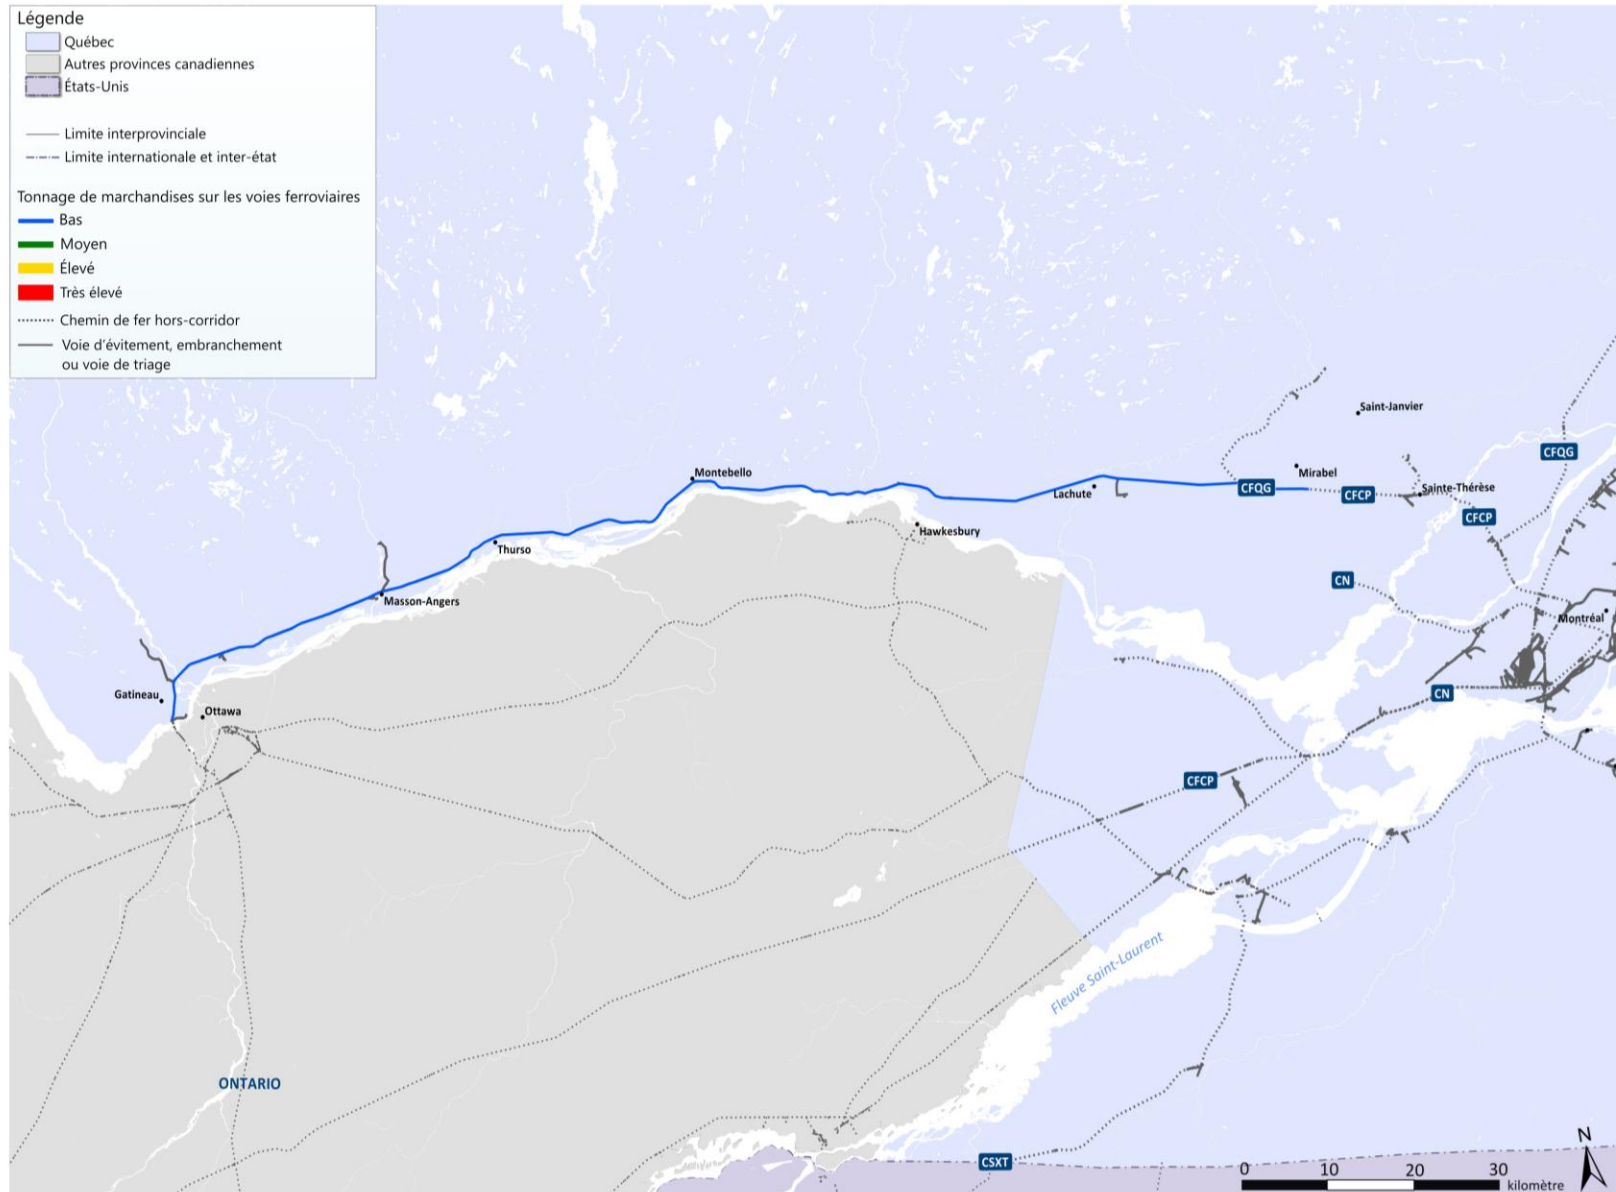 Légende
Québec
Autres provinces canadiennes
États-Unis
Limite interprovinciale
Limite internationale et inter-état
Tonnage de marchandises sur les voies ferroviaires
Bas
Moyen
Élevé
Très élevé
Chemin de fer hors-corridor
Voie d'évitement, embranchement
ou voie de triage
Saint-Janvier
CFQG
Montebello
Mirabel
Lachute
CFQG
CFCP
Sainte-Thérèse
CFCP
Hawkesbury
Thurso
CN
Masson-Angers
Montréal
Gatineau
CN
Ottawa
CFCP
Fleuve Saint-Laurent
ONTARIO
CSXT
N
0 10 20 30
kilomètre